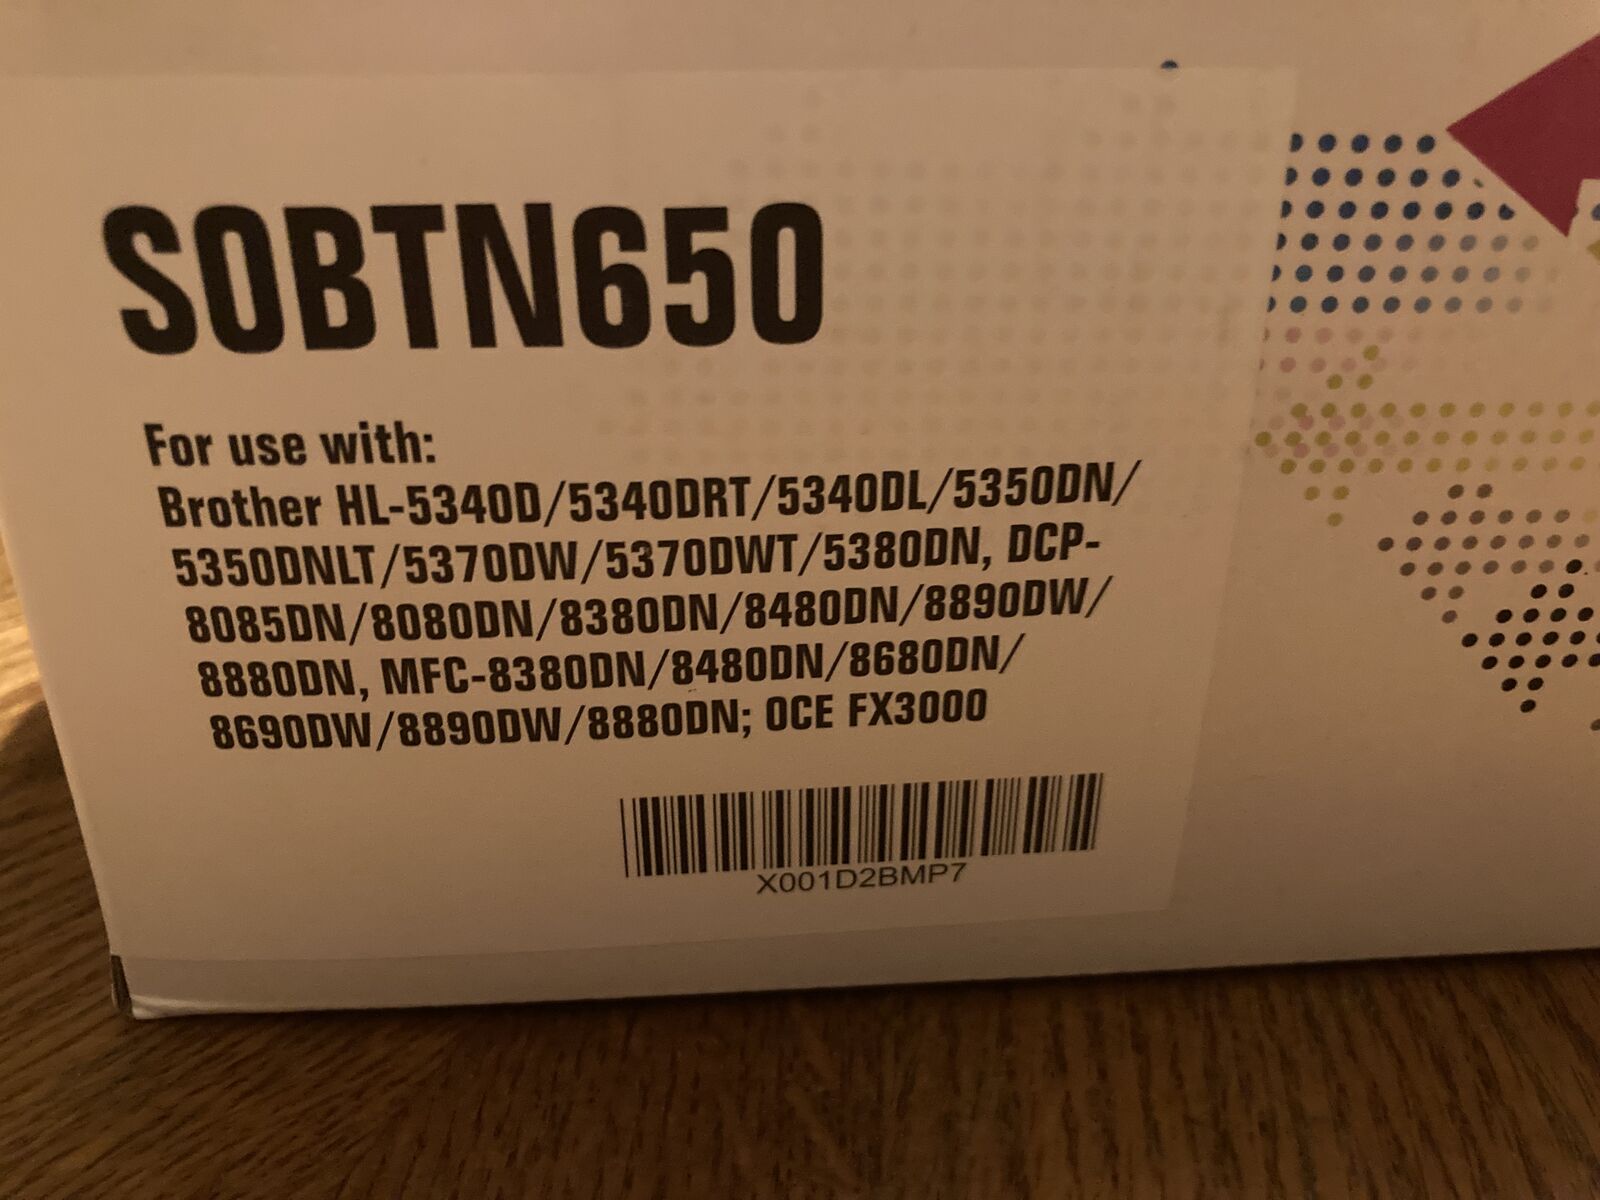 SOBTN650
For use with:
Brother HL-5340D/5340DRT/5340DL/5350DN/
5350DNLT/5370DW/5370DWT/5380DN, DCP-
8085DN/8080DN/8380DN/8480DN/8890DW/
8880DN, MFC-8380DN/8480DN/8680DN/
8690DW/8890DW/8880DN; OCE FX3000
X001D2BMP7